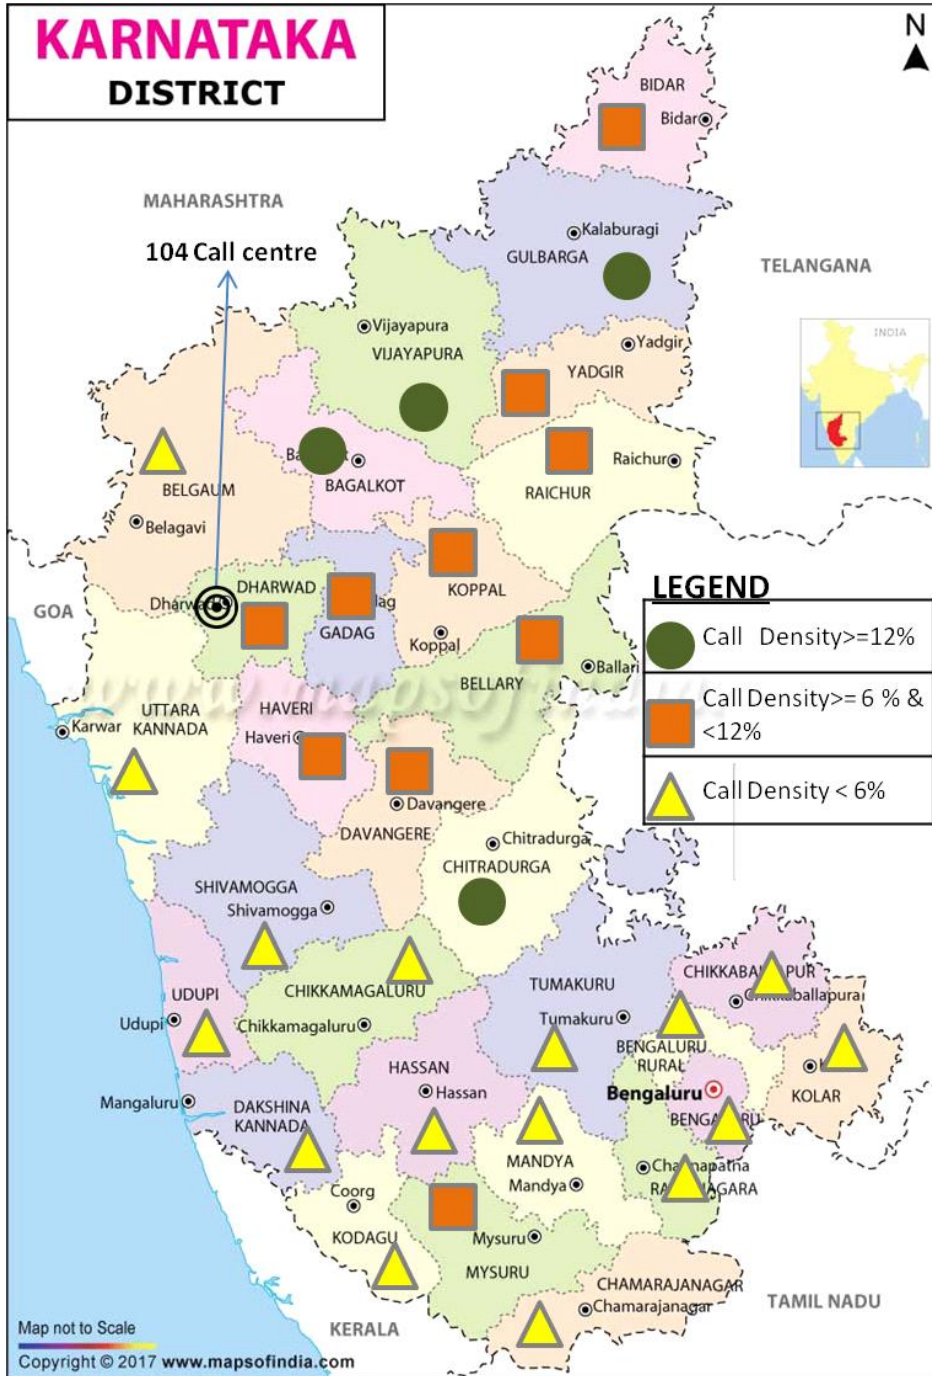 KARNATAKA
DISTRICT
N
BIDAR
Bidar
MAHARASHTRA
104 Call centre
Kalaburagi
GULBARGA
TELANGANA
Vijayapura
VIJAYAPURA
Yadgir
YADGIR
INDIA
BAGALKOT
Raichur
RAICHUR
BELGAUM
Belagavi
DHARWAD
Dharwad
GOA
GADAG
KOPPAL
Koppal
BELLARY
Ballari
LEGEND
Call Density>=12%
Call Density>= 6 % &
<12%
Call Density < 6%
www.mapsofindia
UTTARA
KANNADA
Karwar
HAVERI
Haveri
Davangere
DAVANGERE
Chitradurga
CHITRADURGA
SHIVAMOGGA
Shivamogga
CHIKKAMAGALURU
Chikkamagaluru
UDUPI
Udupi
TUMAKURU
Tumakuru
Chikkaballapura
BENGALURU
RURAL
Bengaluru
KOLAR
HASSAN
Hassan
Mangaluru
DAKSHINA
KANNADA
MANDYA
Mandya
Coorg
KODAGU
Mysuru
MYSURU
CHAMARAJANAGAR
Chamarajanagar
TAMIL NADU
KERALA
Map not to Scale
Copyright © 2017 www.mapsofindia.com